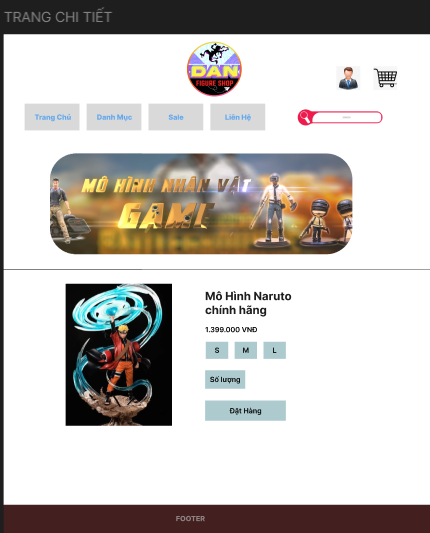 TRANG CHI TIẾT
DAN
FIGURE SHOP
Trang Chủ
Danh Mục
Sale
Liên Hệ
MÔ HÌNH NHÂN VẬT
GAME
Mô Hình Naruto
chính hãng
1.399.000 VNĐ
S
M
L
Số lượng
Đặt Hàng
FOOTER